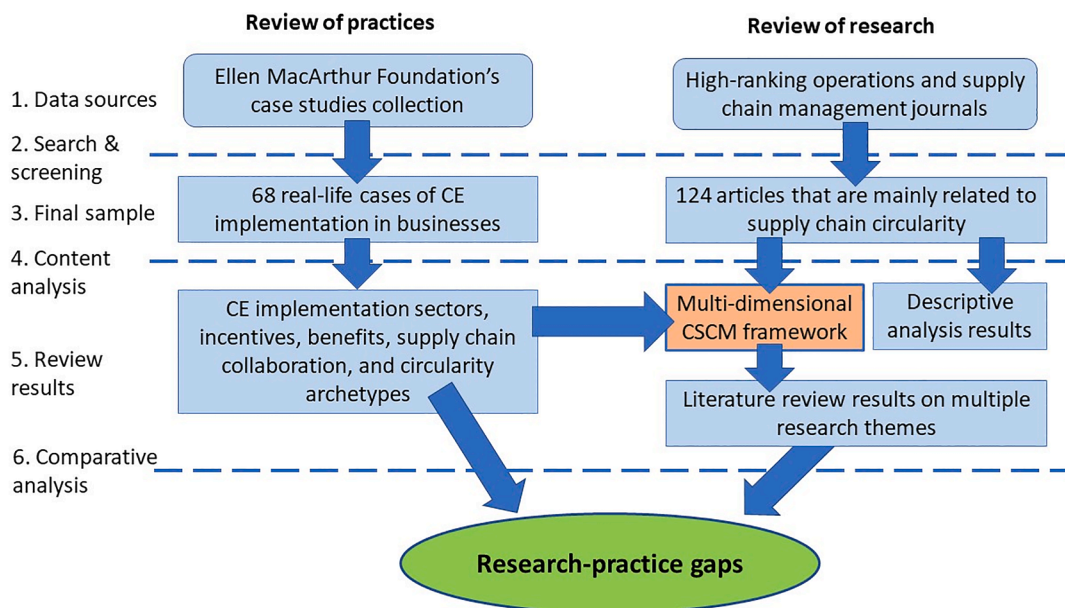 Review of practices
Review of research
1. Data sources
Ellen MacArthur Foundation's
case studies collection
High-ranking operations and supply
chain management journals
2. Search &
screening
3. Final sample
68 real-life cases of CE
implementation in businesses
124 articles that are mainly related to
supply chain circularity
4. Content
analysis
5. Review
results
CE implementation sectors,
incentives, benefits, supply chain
collaboration, and circularity
archetypes
Multi-dimensional
CSCM framework
Descriptive
analysis results
Literature review results on multiple
research themes
6. Comparative
analysis
Research-practice gaps